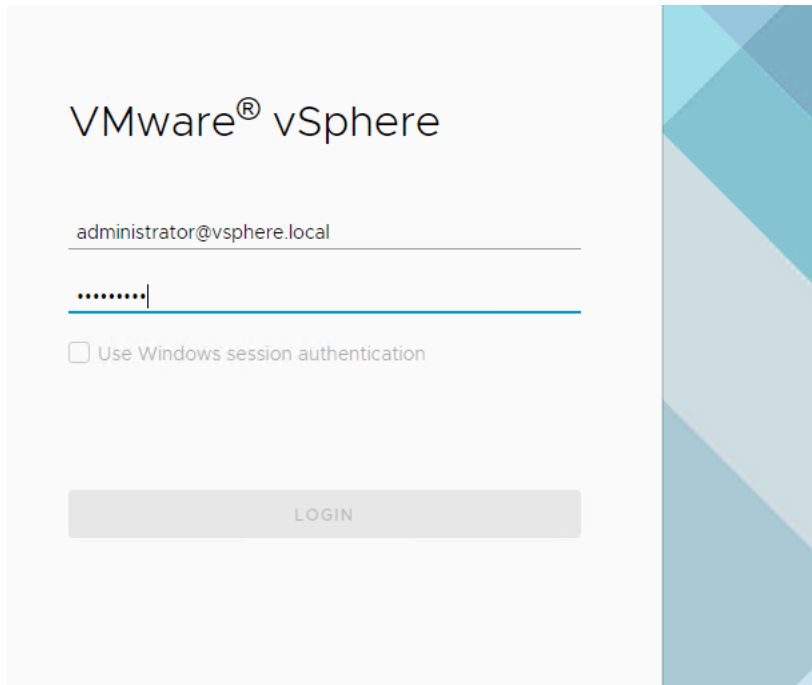 VMware® vSphere
administrator@vsphere.local
•••••••••
Use Windows session authentication
LOGIN